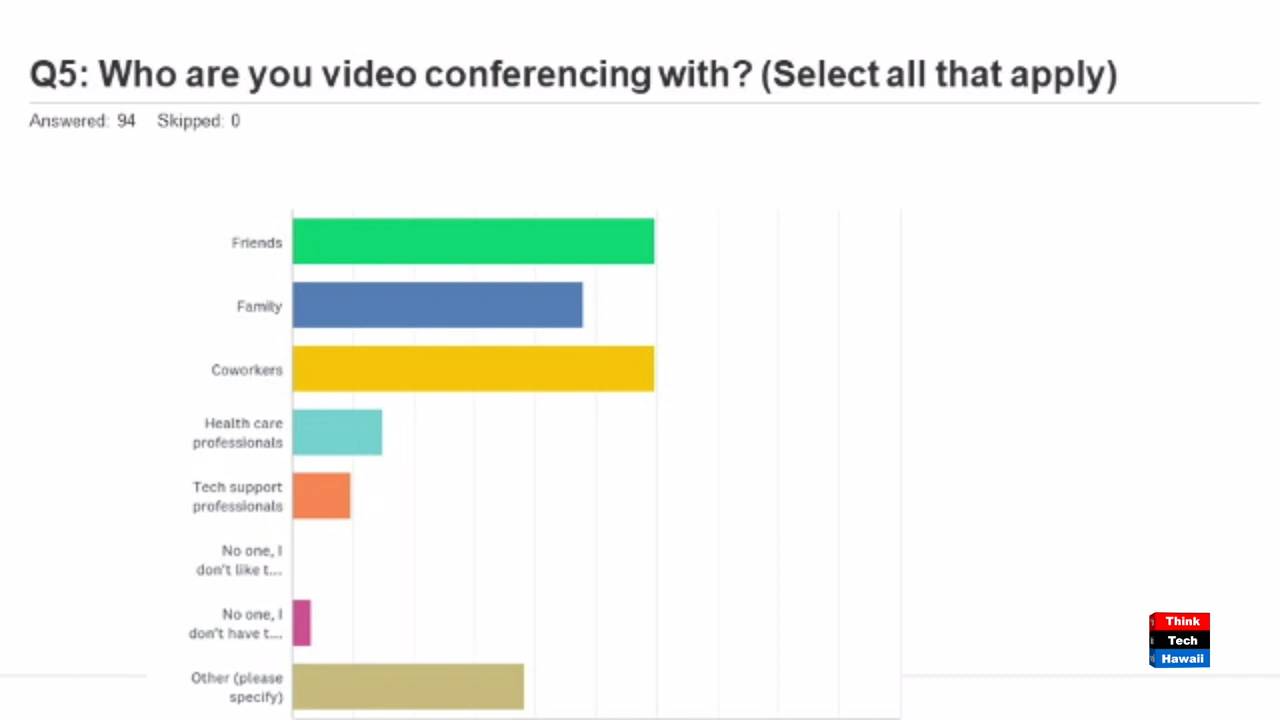 Q5: Who are you video conferencing with? (Select all that apply)
Answered: 94 Skipped: 0
Friends
Family
Coworkers
Health care
professionals
Tech support
professionals
No one, I
don't like t...
No one, I
don't have t...
Other (please
specify)
Think
Tech
Hawaii